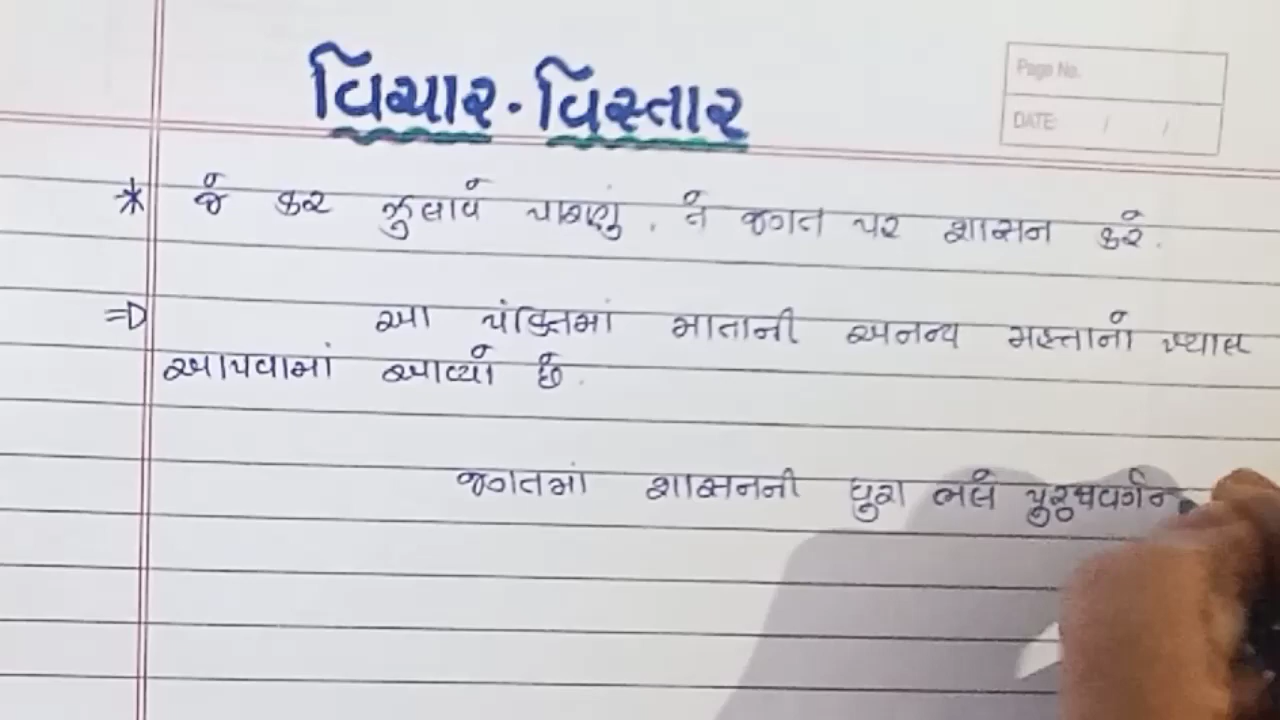 વિચાર-વિસ્તાર
Page No.
DATE: / /
* જે કર ઝુલાવે પારણું, તે જગત પર શાસન કરે.
⇒ આ પંક્તિમાં માતાની અનન્ય મહત્તાનો ખ્યાલ
આપવામાં આવ્યો છે.
જગતમાં શાસનની ધુરા ભલે પુરુષવર્ગન